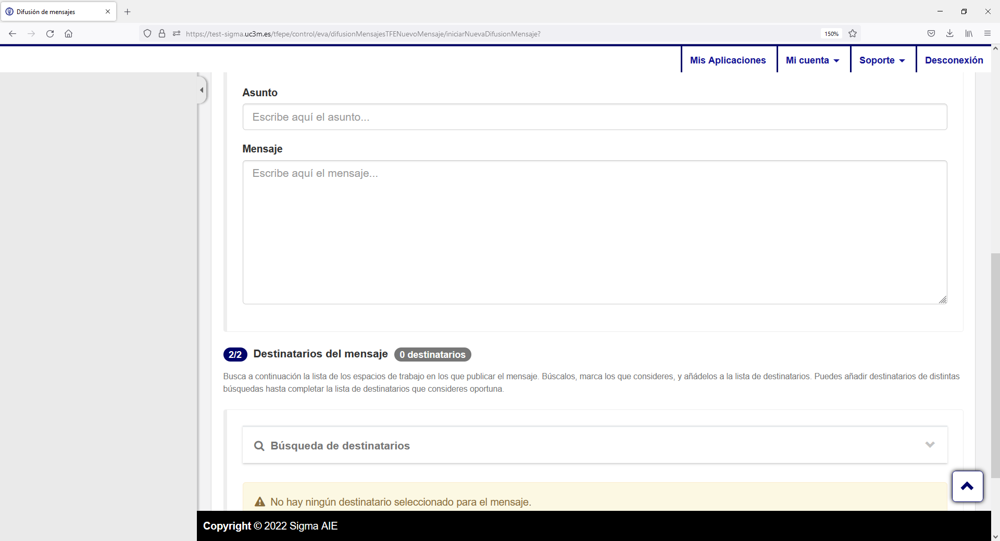 Difusión de mensajes
https://test-sigma.uc3m.es/tfepe/control/eva/difusionMensajesTFENuevoMensaje/iniciarNuevaDifusionMensaje?
150%
Mis Aplicaciones
Mi cuenta
Soporte
Desconexión
Asunto
Escribe aquí el asunto...
Mensaje
Escribe aquí el mensaje...
2/2 Destinatarios del mensaje 0 destinatarios
Busca a continuación la lista de los espacios de trabajo en los que publicar el mensaje. Búscalos, marca los que consideres, y añádelos a la lista de destinatarios. Puedes añadir destinatarios de distintas
búsquedas hasta completar la lista de destinatarios que consideres oportuna.
Búsqueda de destinatarios
No hay ningún destinatario seleccionado para el mensaje.
Copyright © 2022 Sigma AIE